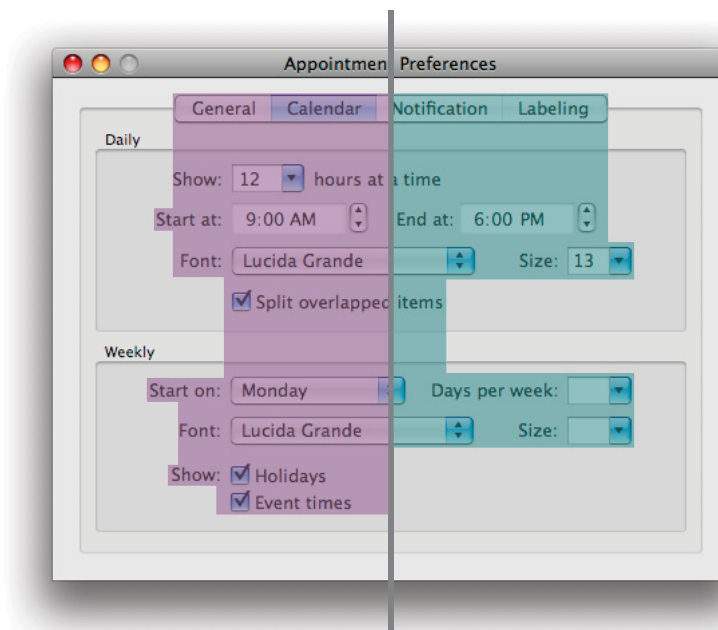 Appointment Preferences
General Calendar Notification Labeling
Daily
Show: 12 hours at a time
Start at: 9:00 AM End at: 6:00 PM
Font: Lucida Grande Size: 13
Split overlapped items
Weekly
Start on: Monday Days per week:
Font: Lucida Grande Size:
Show: Holidays
Event times